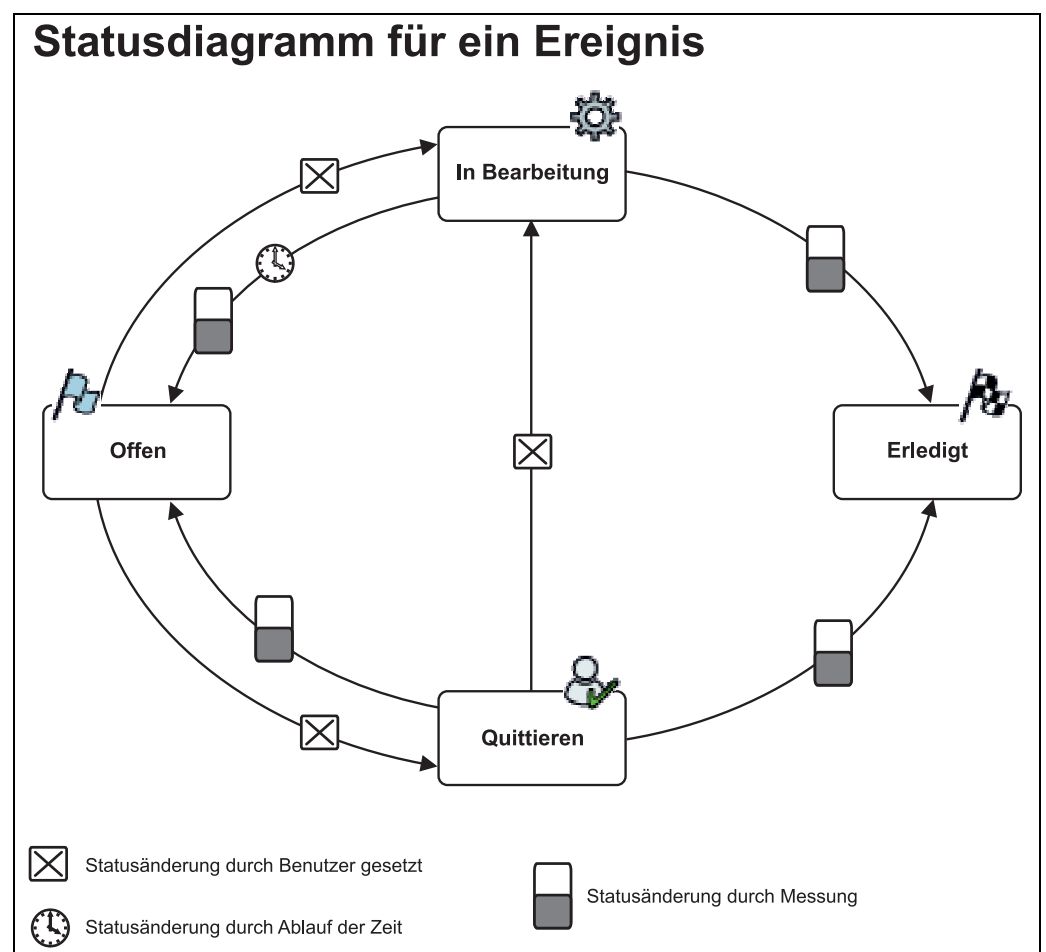 Statusdiagramm für ein Ereignis
In Bearbeitung
Offen
Erledigt
Quittieren
Statusänderung durch Benutzer gesetzt
Statusänderung durch Messung
Statusänderung durch Ablauf der Zeit